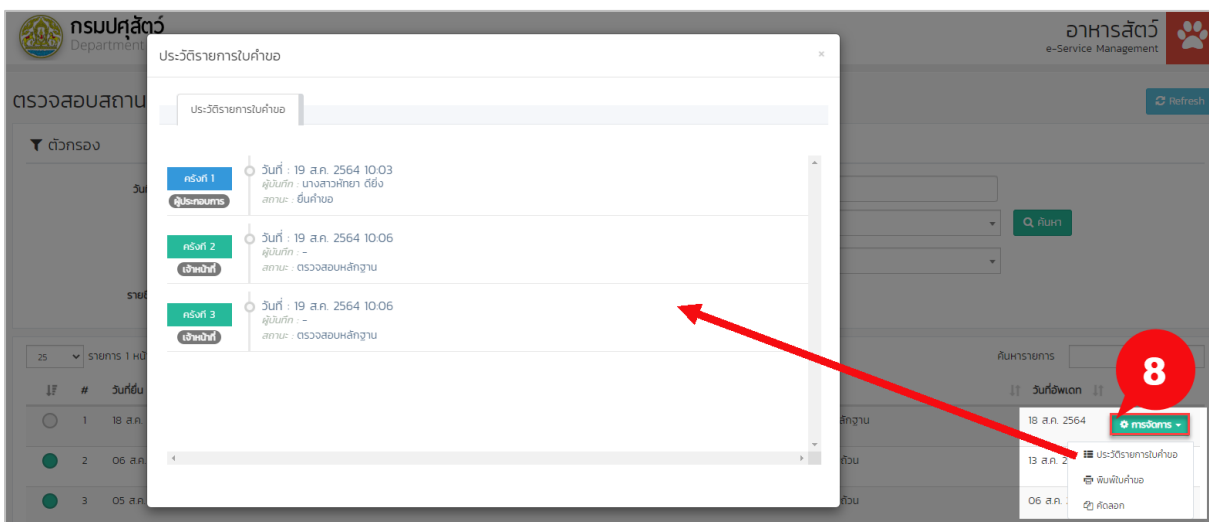 กรมปศุสัตว์
Department
อาหารสัตว์
e-Service Management
ประวัติรายการใบคำขอ
×
ตรวจสอบสถาน
Refresh
ประวัติรายการใบคำขอ
ตัวกรอง
ครั้งที่ 1
ผู้ประกอบการ
วันที่ : 19 ส.ค. 2564 10:03
ผู้บันทึก : นางสาวหัทยา ดียิ่ง
สถานะ : ยื่นคำขอ
ค้นหา
ครั้งที่ 2
เจ้าหน้าที่
วันที่ : 19 ส.ค. 2564 10:06
ผู้บันทึก : -
สถานะ : ตรวจสอบหลักฐาน
ครั้งที่ 3
เจ้าหน้าที่
วันที่ : 19 ส.ค. 2564 10:06
ผู้บันทึก : -
สถานะ : ตรวจสอบหลักฐาน
25 รายการ 1 หน้
ค้นหารายการ
8
# วันที่ยื่น
วันที่อัพเดท
1 18 ส.ค.
18 ส.ค. 2564
การจัดการ
2 06 ส.ค.
13 ส.ค. 2
ประวัติรายการใบคำขอ
พิมพ์ใบคำขอ
3 05 ส.ค.
06 ส.ค.
คัดลอก